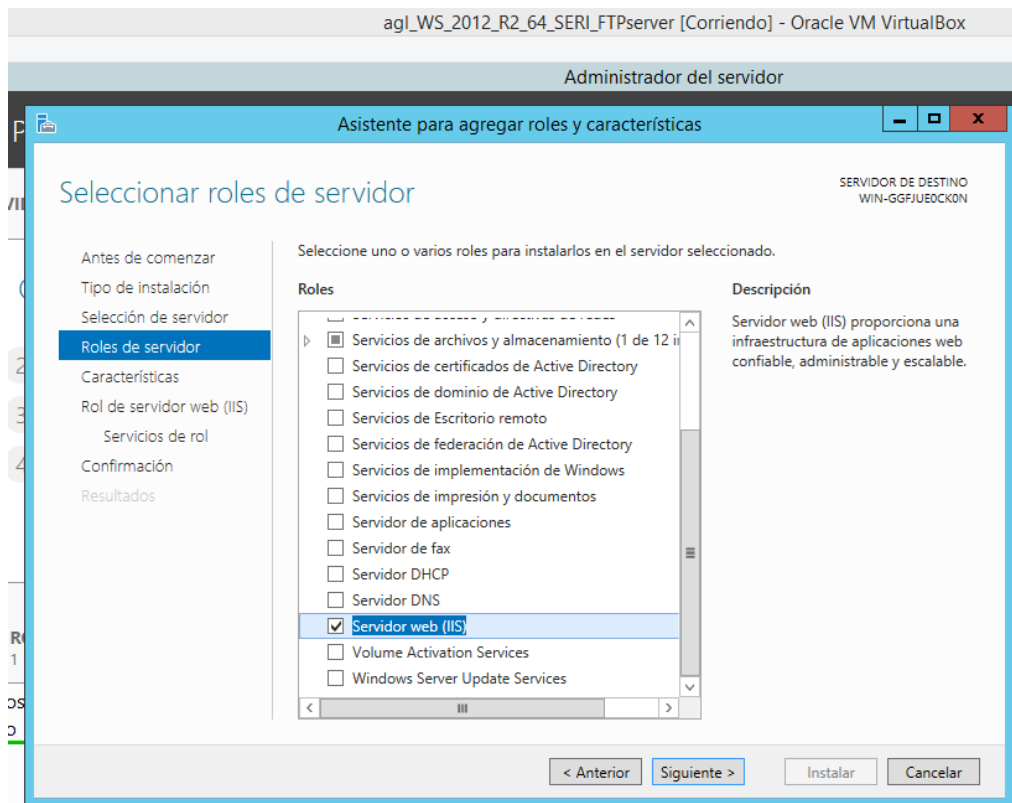 agl_WS_2012_R2_64_SERI_FTPserver [Corriendo] - Oracle VM VirtualBox
Administrador del servidor
Asistente para agregar roles y características
Seleccionar roles de servidor
SERVIDOR DE DESTINO
WIN-GGFJUE0CK0N
Antes de comenzar
Tipo de instalación
Selección de servidor
Roles de servidor
Características
Rol de servidor web (IIS)
Servicios de rol
Confirmación
Resultados
Seleccione uno o varios roles para instalarlos en el servidor seleccionado.
Roles
Servicios de archivos y almacenamiento (1 de 12 i
Servicios de certificados de Active Directory
Servicios de dominio de Active Directory
Servicios de Escritorio remoto
Servicios de federación de Active Directory
Servicios de implementación de Windows
Servicios de impresión y documentos
Servidor de aplicaciones
Servidor de fax
Servidor DHCP
Servidor DNS
Servidor web (IIS)
Volume Activation Services
Windows Server Update Services
Descripción
Servidor web (IIS) proporciona una
infraestructura de aplicaciones web
confiable, administrable y escalable.
< Anterior
Siguiente >
Instalar
Cancelar